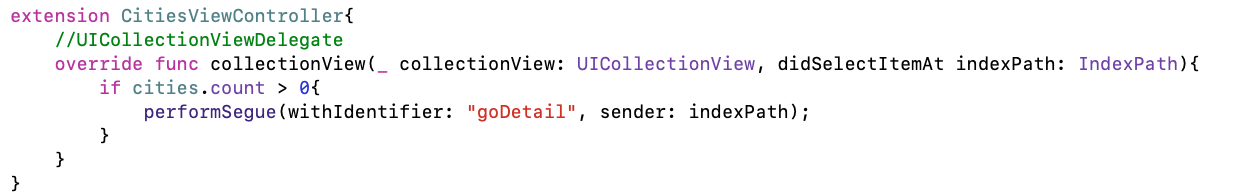 extension CitiesViewController{
    //UICollectionViewDelegate
    override func collectionView(_ collectionView: UICollectionView, didSelectItemAt indexPath: IndexPath){
        if cities.count > 0{
            performSegue(withIdentifier: "goDetail", sender: indexPath);
        }
    }
}